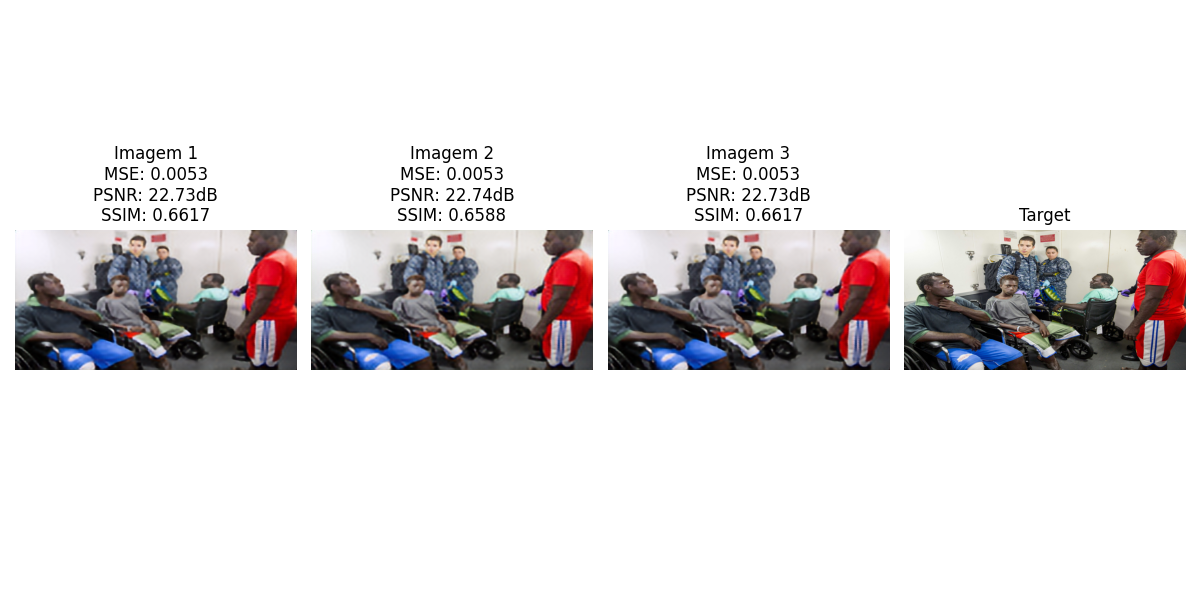 Imagem 1
MSE: 0.0053
PSNR: 22.73dB
SSIM: 0.6617
Imagem 2
MSE: 0.0053
PSNR: 22.74dB
SSIM: 0.6588
Imagem 3
MSE: 0.0053
PSNR: 22.73dB
SSIM: 0.6617
Target